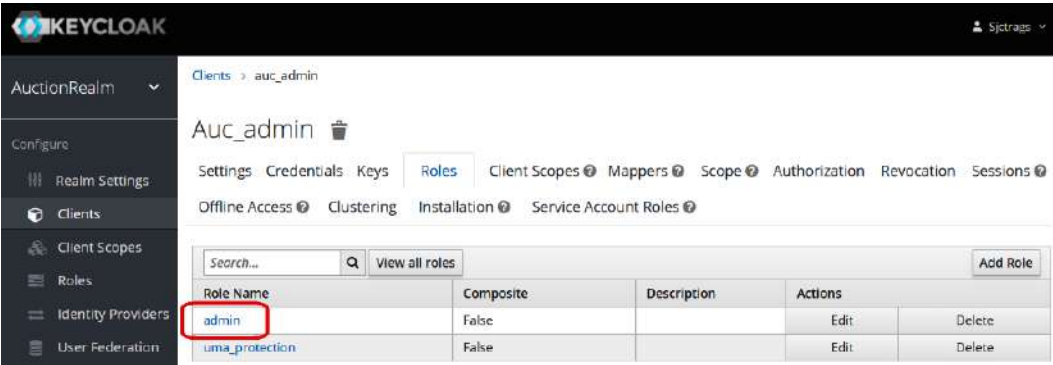 KEYCLOAK
Sjctrags
AuctionRealm
Configure
Realm Settings
Clients
Client Scopes
Roles
Identity Providers
User Federation
Clients > auc_admin
Auc_admin
Settings Credentials Keys Roles Client Scopes Mappers Scope Authorization Revocation Sessions
Offline Access Clustering Installation Service Account Roles
Search... View all roles Add Role
Role Name Composite Description Actions
admin False Edit Delete
uma_protection False Edit Delete